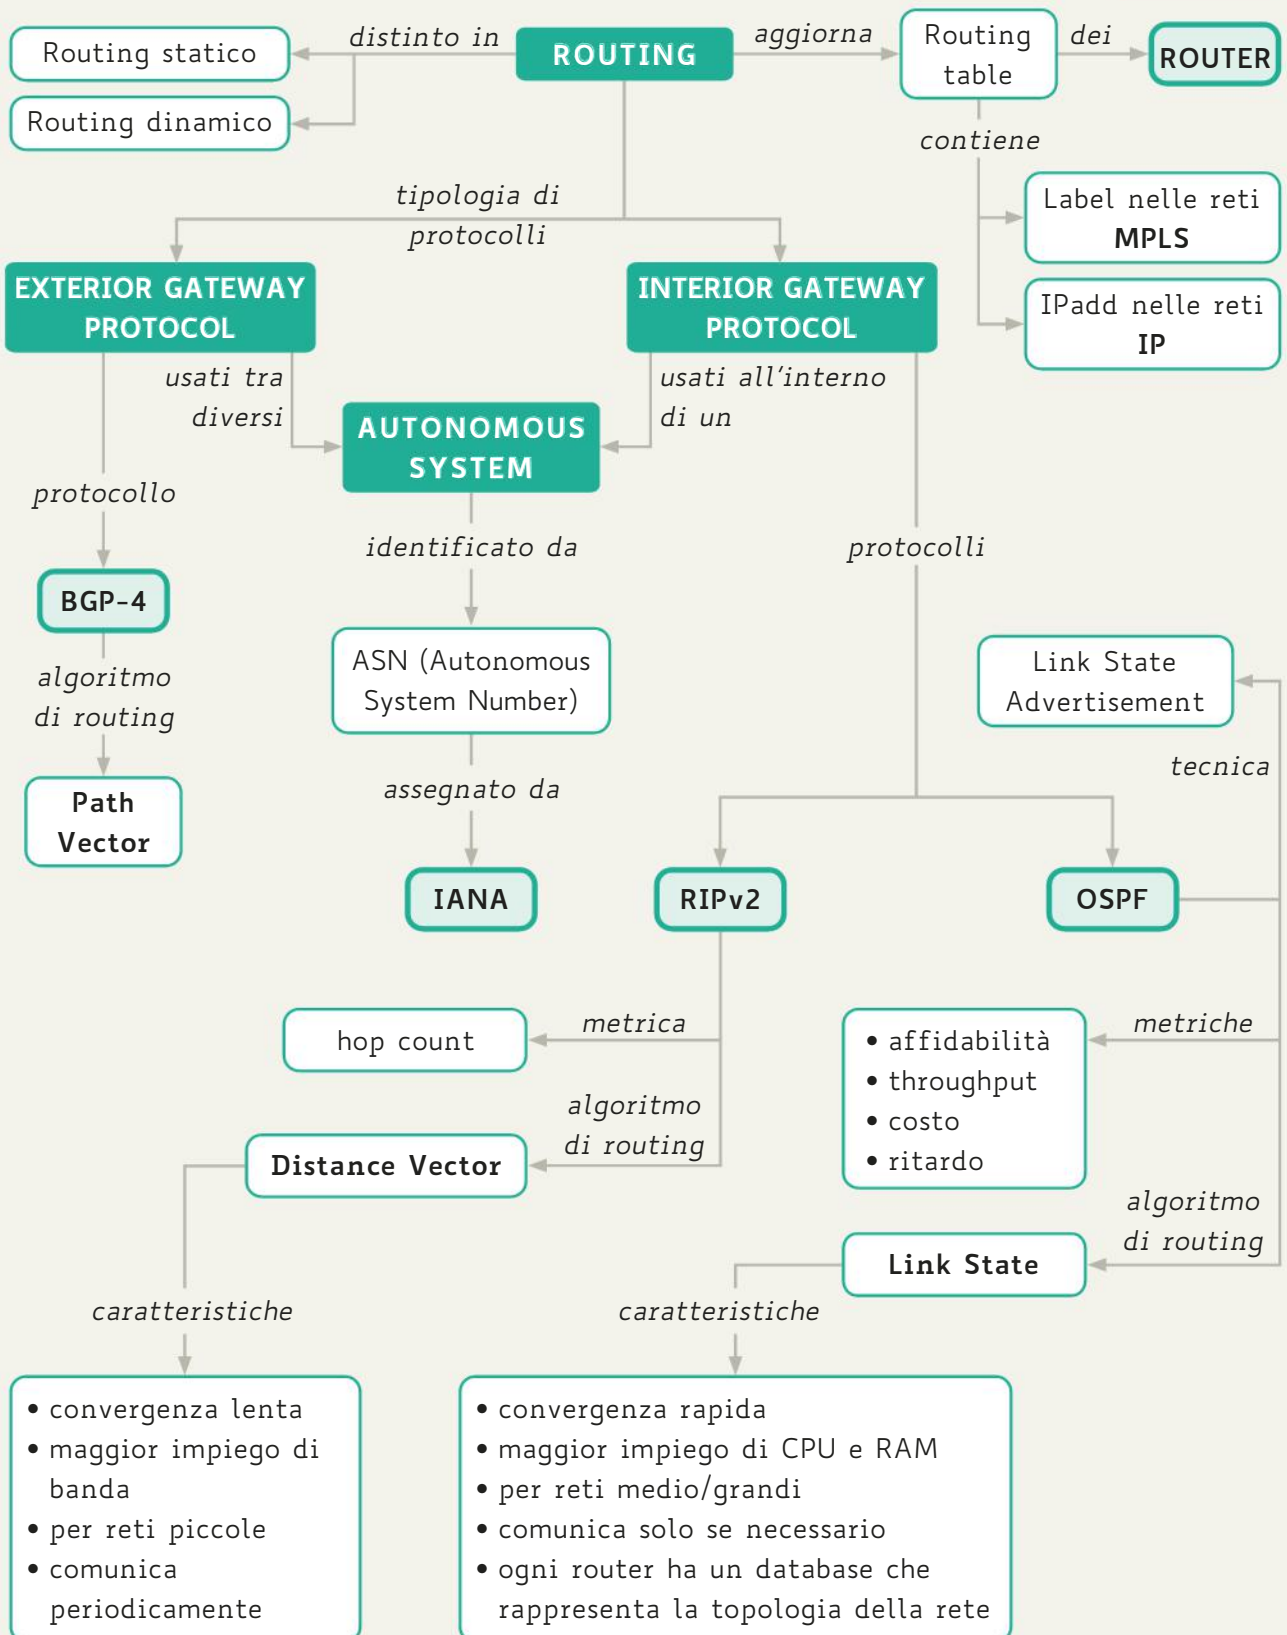 Routing statico
distinto in
ROUTING
aggiorna
Routing
table
dei
ROUTER
Routing dinamico
contiene
Label nelle reti
MPLS
IPadd nelle reti
IP
tipologia di
protocolli
EXTERIOR GATEWAY
PROTOCOL
INTERIOR GATEWAY
PROTOCOL
usati tra
diversi
usati all'interno
di un
AUTONOMOUS
SYSTEM
protocollo
identificato da
protocolli
BGP-4
algoritmo
di routing
ASN (Autonomous
System Number)
Link State
Advertisement
tecnica
Path
Vector
assegnato da
IANA
RIPv2
OSPF
hop count
metrica
metriche
• affidabilità
• throughput
• costo
• ritardo
algoritmo
di routing
Distance Vector
algoritmo
di routing
Link State
caratteristiche
caratteristiche
• convergenza lenta
• maggior impiego di
banda
• per reti piccole
• comunica
periodicamente
• convergenza rapida
• maggior impiego di CPU e RAM
• per reti medio/grandi
• comunica solo se necessario
• ogni router ha un database che
rappresenta la topologia della rete